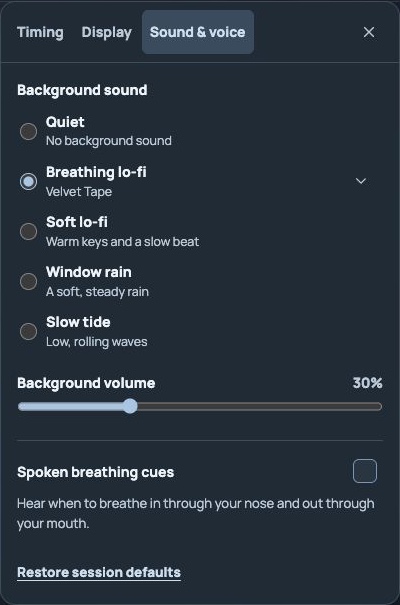 Timing Display Sound & voice
Background sound
Quiet
No background sound
Breathing lo-fi
Velvet Tape
Soft lo-fi
Warm keys and a slow beat
Window rain
A soft, steady rain
Slow tide
Low, rolling waves
Background volume 30%
Spoken breathing cues
Hear when to breathe in through your nose and out through
your mouth.
Restore session defaults